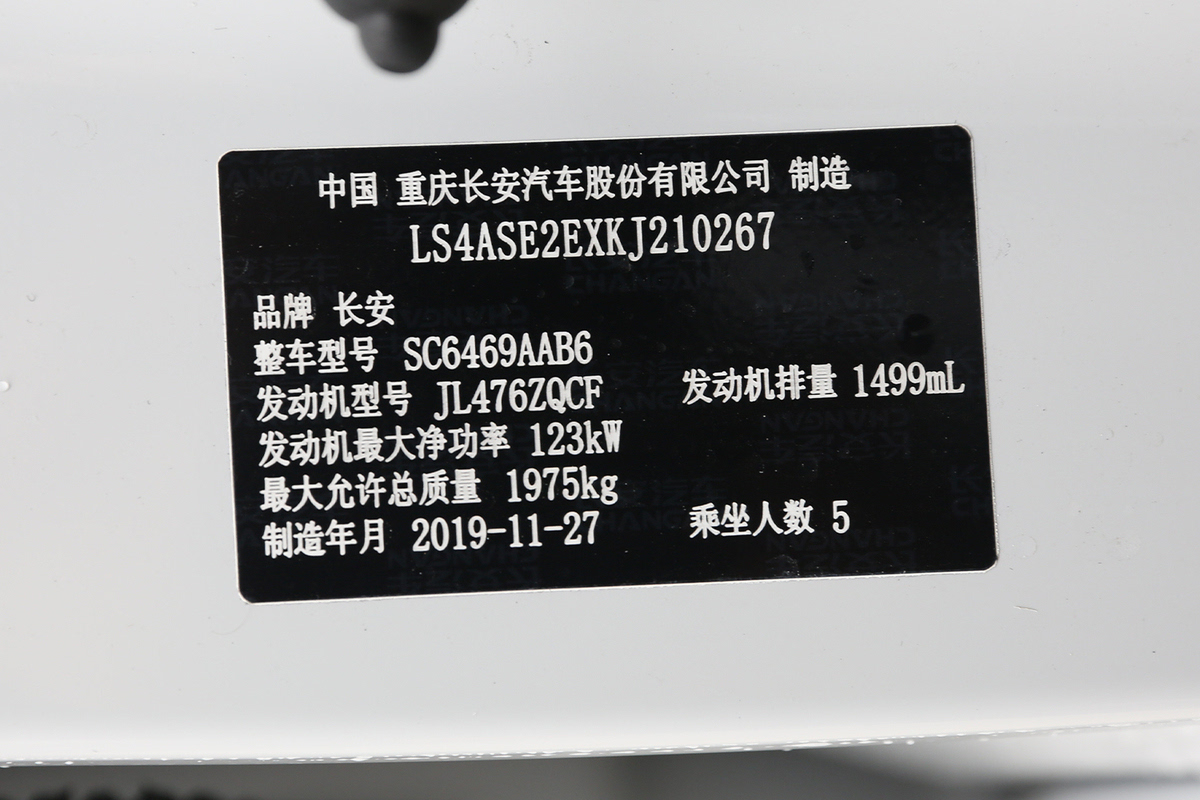 中国 重庆长安汽车股份有限公司 制造
LS4ASE2EXKJ210267
品牌 长安
整车型号 SC6469AAB6
发动机型号 JL476ZQCF 发动机排量 1499mL
发动机最大净功率 123kW
最大允许总质量 1975kg
制造年月 2019-11-27 乘坐人数 5